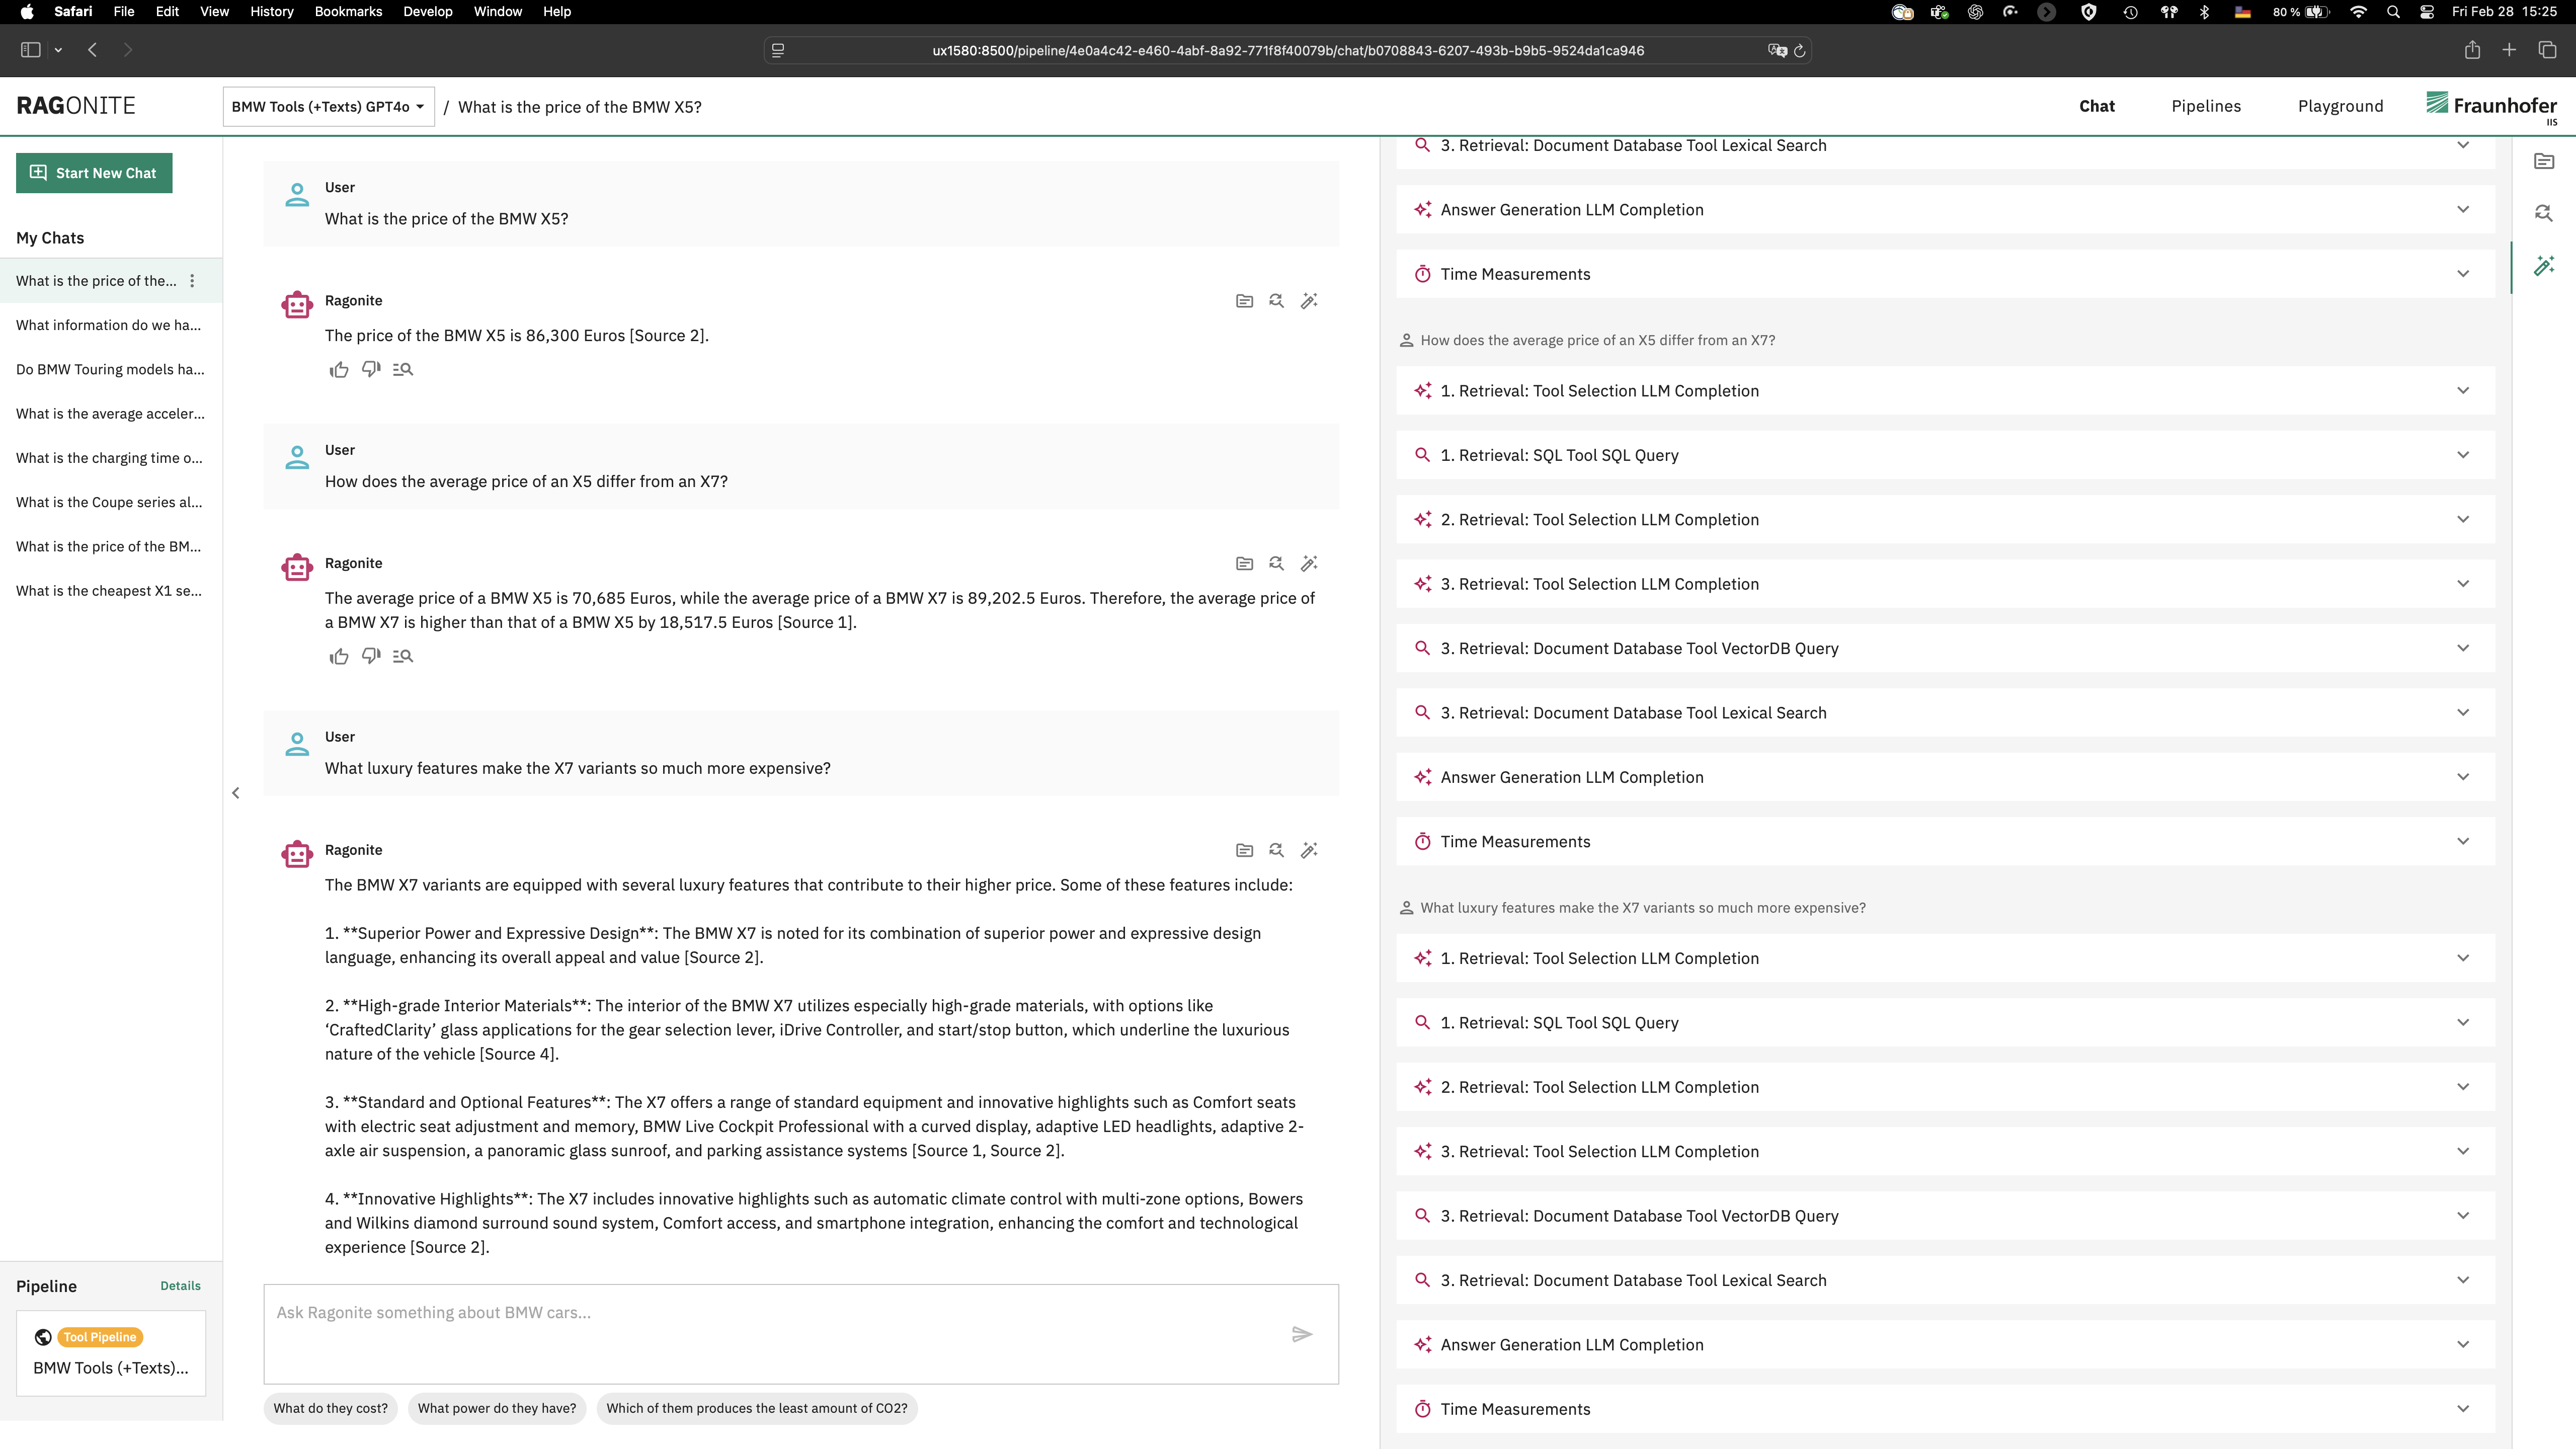 Safari File Edit View History Bookmarks Develop Window Help 80 % Fri Feb 28 15:25
ux1580:8500/pipeline/4e0a4c42-e460-4abf-8a92-771f8f40079b/chat/b0708843-6207-493b-b9b5-9524da1ca946
RAGONITE
BMW Tools (+Texts) GPT4o / What is the price of the BMW X5?
Chat Pipelines Playground
Fraunhofer
IIS
Start New Chat
My Chats
What is the price of the...
What information do we ha...
Do BMW Touring models ha...
What is the average acceler...
What is the charging time o...
What is the Coupe series al...
What is the price of the BM...
What is the cheapest X1 se...
Pipeline Details
Tool Pipeline
BMW Tools (+Texts)...
User
What is the price of the BMW X5?
Ragonite
The price of the BMW X5 is 86,300 Euros [Source 2].
User
How does the average price of an X5 differ from an X7?
Ragonite
The average price of a BMW X5 is 70,685 Euros, while the average price of a BMW X7 is 89,202.5 Euros. Therefore, the average price of
a BMW X7 is higher than that of a BMW X5 by 18,517.5 Euros [Source 1].
User
What luxury features make the X7 variants so much more expensive?
Ragonite
The BMW X7 variants are equipped with several luxury features that contribute to their higher price. Some of these features include:
1. **Superior Power and Expressive Design**: The BMW X7 is noted for its combination of superior power and expressive design
language, enhancing its overall appeal and value [Source 2].
2. **High-grade Interior Materials**: The interior of the BMW X7 utilizes especially high-grade materials, with options like
‘CraftedClarity’ glass applications for the gear selection lever, iDrive Controller, and start/stop button, which underline the luxurious
nature of the vehicle [Source 4].
3. **Standard and Optional Features**: The X7 offers a range of standard equipment and innovative highlights such as Comfort seats
with electric seat adjustment and memory, BMW Live Cockpit Professional with a curved display, adaptive LED headlights, adaptive 2-
axle air suspension, a panoramic glass sunroof, and parking assistance systems [Source 1, Source 2].
4. **Innovative Highlights**: The X7 includes innovative highlights such as automatic climate control with multi-zone options, Bowers
and Wilkins diamond surround sound system, Comfort access, and smartphone integration, enhancing the comfort and technological
experience [Source 2].
Ask Ragonite something about BMW cars...
What do they cost? What power do they have? Which of them produces the least amount of CO2?
3. Retrieval: Document Database Tool Lexical Search
Answer Generation LLM Completion
Time Measurements
How does the average price of an X5 differ from an X7?
1. Retrieval: Tool Selection LLM Completion
1. Retrieval: SQL Tool SQL Query
2. Retrieval: Tool Selection LLM Completion
3. Retrieval: Tool Selection LLM Completion
3. Retrieval: Document Database Tool VectorDB Query
3. Retrieval: Document Database Tool Lexical Search
Answer Generation LLM Completion
Time Measurements
What luxury features make the X7 variants so much more expensive?
1. Retrieval: Tool Selection LLM Completion
1. Retrieval: SQL Tool SQL Query
2. Retrieval: Tool Selection LLM Completion
3. Retrieval: Tool Selection LLM Completion
3. Retrieval: Document Database Tool VectorDB Query
3. Retrieval: Document Database Tool Lexical Search
Answer Generation LLM Completion
Time Measurements